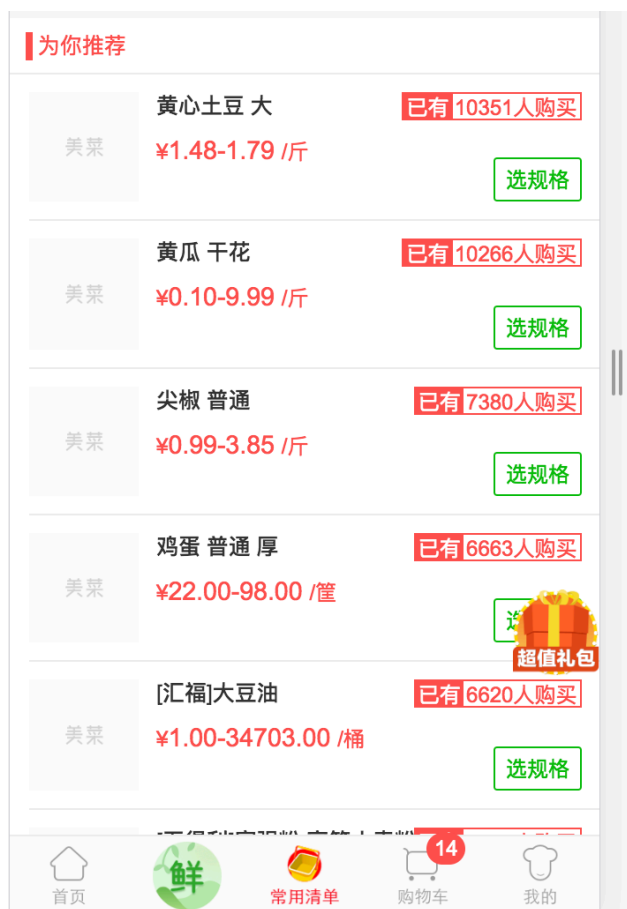 为你推荐
美菜
黄心土豆 大
已有 10351人购买
¥1.48-1.79 /斤
选规格
美菜
黄瓜 干花
已有 10266人购买
¥0.10-9.99 /斤
选规格
美菜
尖椒 普通
已有 7380人购买
¥0.99-3.85 /斤
选规格
美菜
鸡蛋 普通 厚
已有 6663人购买
¥22.00-98.00 /筐
超值礼包
美菜
[汇福]大豆油
已有 6620人购买
¥1.00-34703.00 /桶
选规格
首页
鲜
常用清单
14
购物车
我的